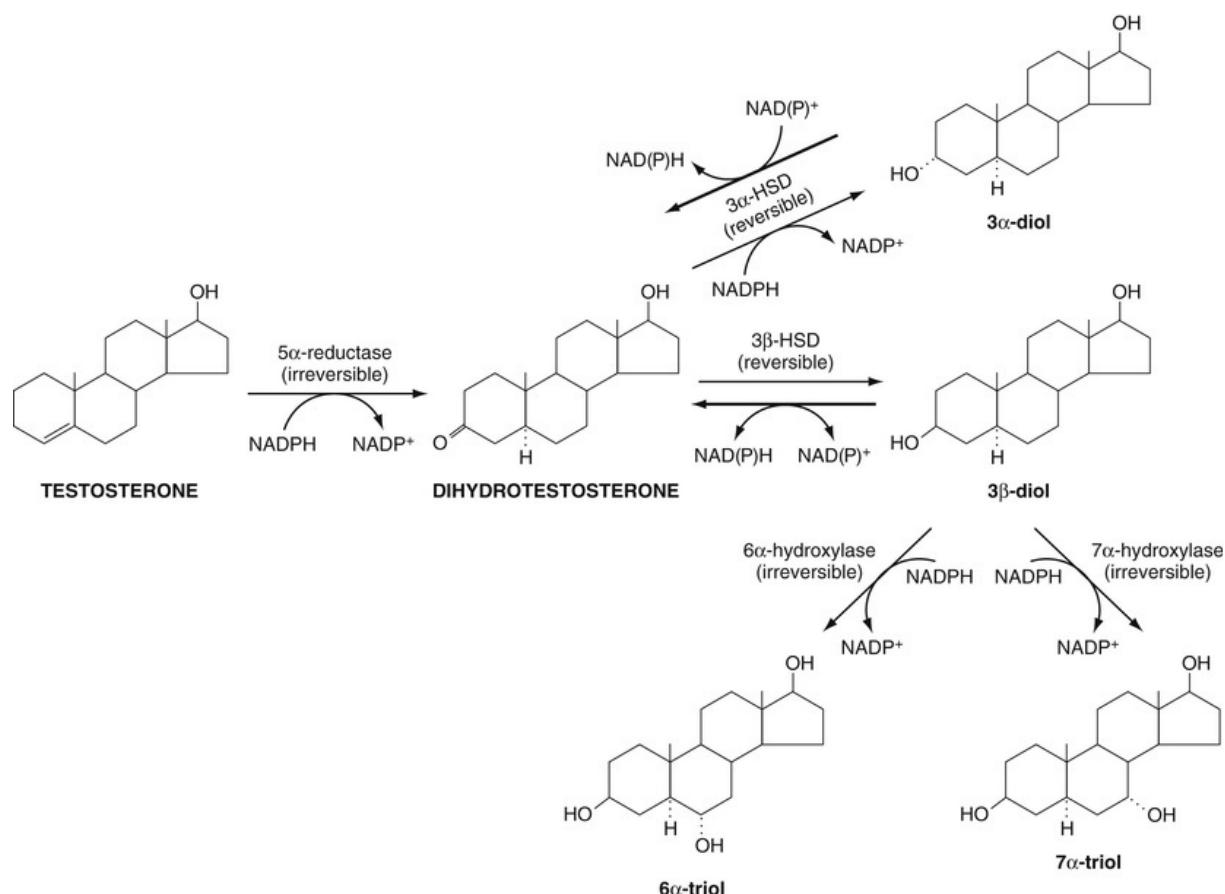 OH
NAD(P)+
NAD(P)H
3α-HSD
(reversible)
HO
H
3α-diol
NADP+
NADPH
OH
5α-reductase
(irreversible)
NADPH
NADP+
TESTOSTERONE
OH
O
H
DIHYDROTESTOSTERONE
3β-HSD
(reversible)
NAD(P)H
NAD(P)+
OH
HO
H
3β-diol
6α-hydroxylase
(irreversible)
NADPH
NADP+
NADPH
7α-hydroxylase
(irreversible)
NADP+
OH
HO
H
OH
6α-triol
OH
HO
H
OH
7α-triol